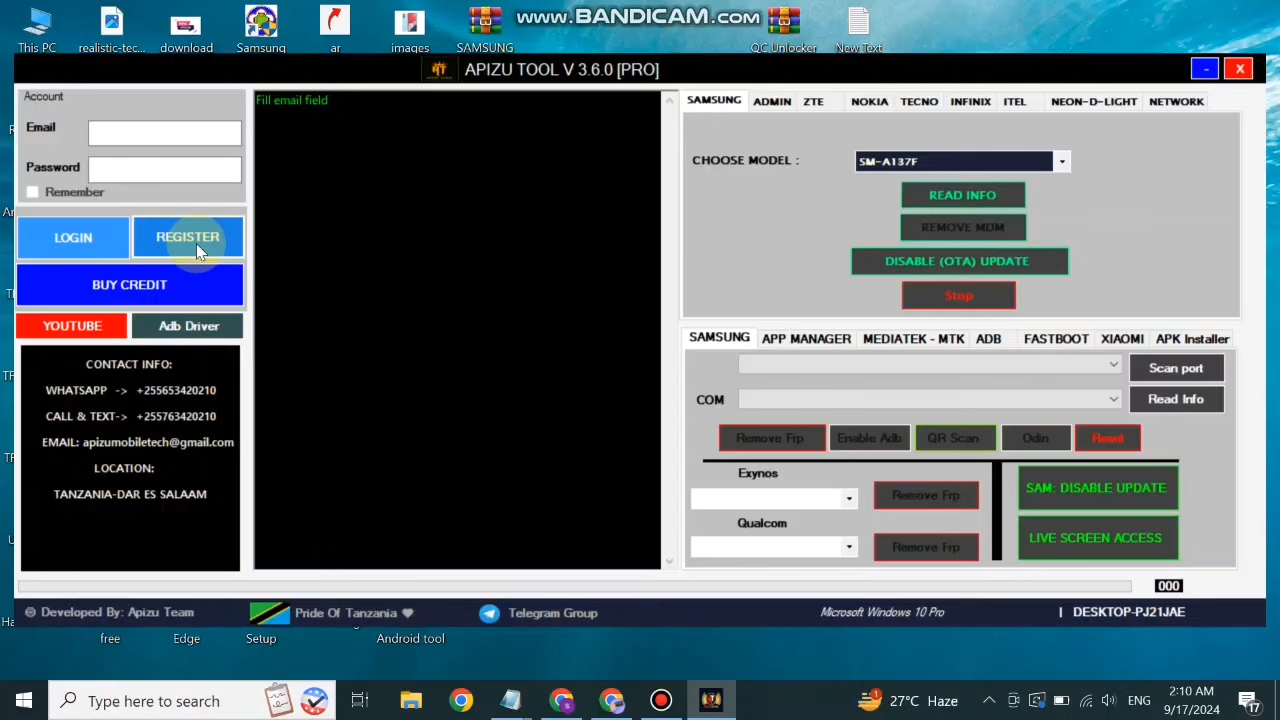 www.BANDICAM.com
This PC
realistic-tec...
download
Samsung
ar
images
SAMSUNG
QC Unlocker
New Text
APIZU TOOL V 3.6.0 [PRO]
-
X
Account
Email
Password
Remember
LOGIN
REGISTER
BUY CREDIT
YOUTUBE
Adb Driver
CONTACT INFO:
WHATSAPP -> +255653420210
CALL & TEXT-> +255763420210
EMAIL: apizumobiletech@gmail.com
LOCATION:
TANZANIA-DAR ES SALAAM
Fill email field
SAMSUNG ADMIN ZTE NOKIA TECNO INFINIX ITEL NEON-D-LIGHT NETWORK
CHOOSE MODEL :
SM-A137F
READ INFO
REMOVE MDM
DISABLE (OTA) UPDATE
Stop
SAMSUNG APP MANAGER MEDIATEK - MTK ADB FASTBOOT XIAOMI APK Installer
Scan port
COM
Read Info
Remove Frp
Enable Adb
QR Scan
Odin
Reset
Exynos
Remove Frp
Qualcom
Remove Frp
SAM: DISABLE UPDATE
LIVE SCREEN ACCESS
000
© Developed By: Apizu Team
Pride Of Tanzania ❤
Telegram Group
Microsoft Windows 10 Pro
| DESKTOP-PJ21JAE
free
Edge
Setup
Android tool
Type here to search
1
27°C Haze
ENG
2:10 AM
9/17/2024
17